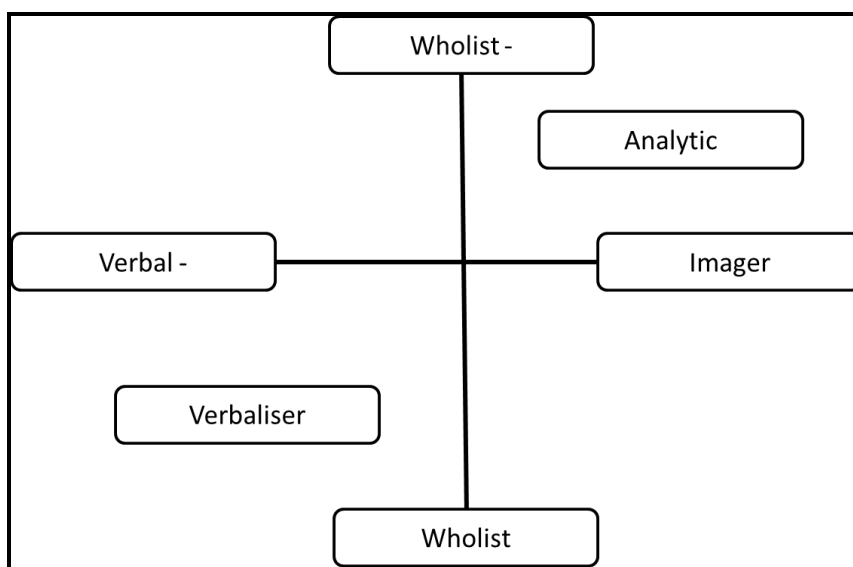 Wholist -
Analytic
Verbal -
Imager
Verbaliser
Wholist